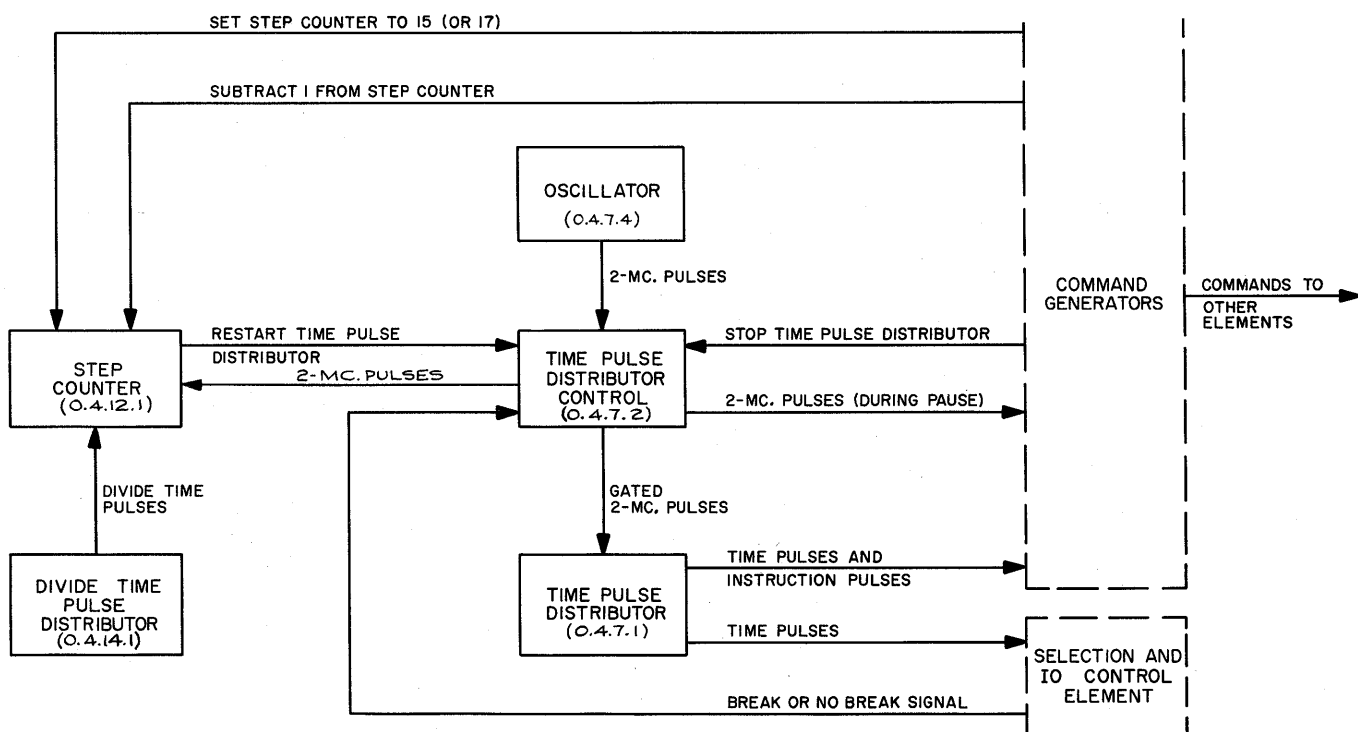 SET STEP COUNTER TO 15 (OR 17)
SUBTRACT 1 FROM STEP COUNTER
OSCILLATOR
(0.4.7.4)
2-MC. PULSES
COMMAND
GENERATORS
COMMANDS TO
OTHER
ELEMENTS
RESTART TIME PULSE
DISTRIBUTOR
2-MC. PULSES
STOP TIME PULSE DISTRIBUTOR
STEP
COUNTER
(0.4.12.1)
TIME PULSE
DISTRIBUTOR
CONTROL
(0.4.7.2)
2-MC. PULSES (DURING PAUSE)
DIVIDE TIME
PULSES
GATED
2-MC. PULSES
DIVIDE TIME
PULSE
DISTRIBUTOR
(0.4.14.1)
TIME PULSE
DISTRIBUTOR
(0.4.7.1)
TIME PULSES AND
INSTRUCTION PULSES
TIME PULSES
SELECTION AND
IO CONTROL
ELEMENT
BREAK OR NO BREAK SIGNAL